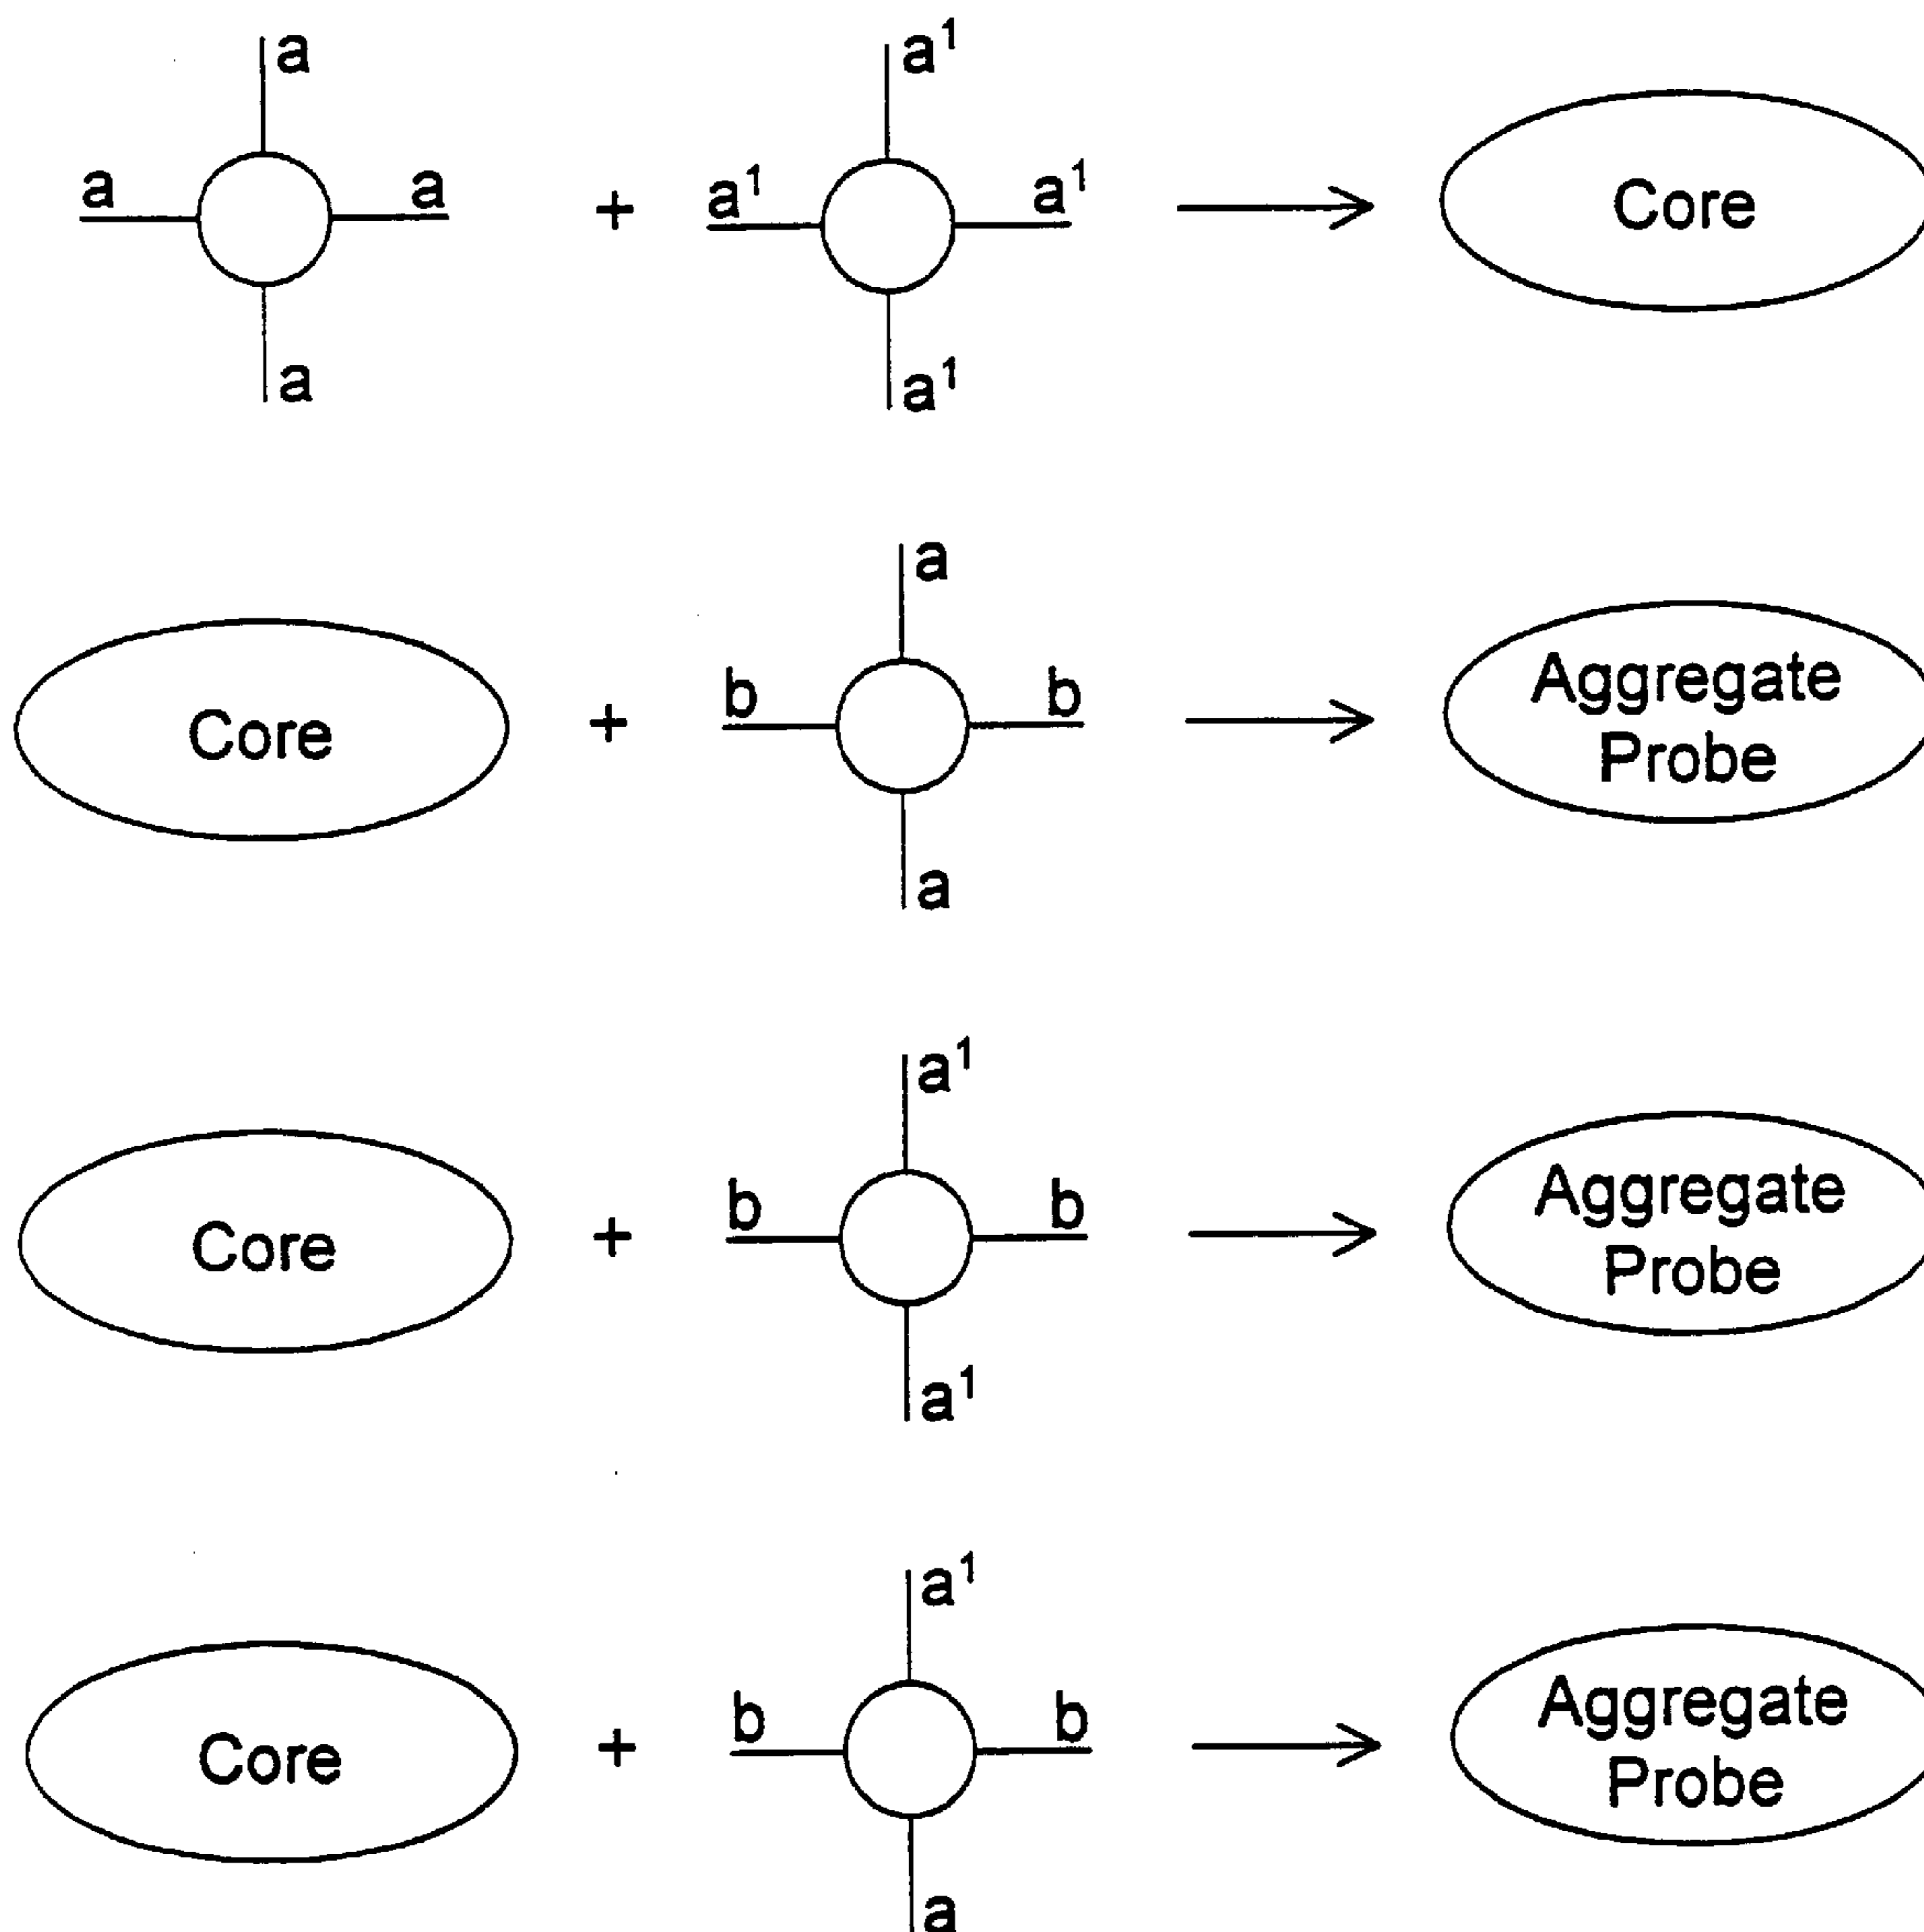 a a¹
a a + a¹ a¹ Core
a a¹
a
Core + b b Aggregate
Probe
a
a¹
Core + b b Aggregate
Probe
a¹
a¹
Core + b b Aggregate
Probe
a